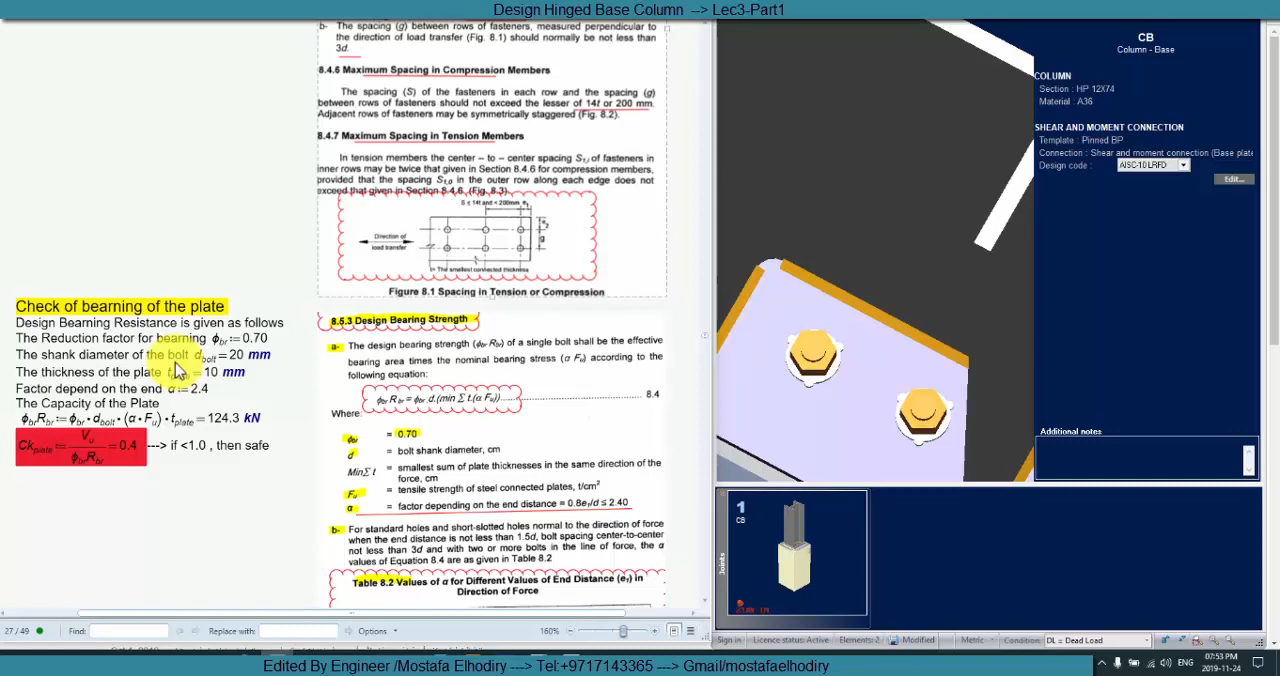 Design Hinged Base Column --> Lec3-Part1
b- The spacing (g) between rows of fasteners, measured perpendicular to
the direction of load transfer (Fig. 8.1) should normally be not less than
3d.
8.4.6 Maximum Spacing in Compression Members
The spacing (S) of the fasteners in each row and the spacing (g)
between rows of fasteners should not exceed the lesser of 14t or 200 mm.
Adjacent rows of fasteners may be symmetrically staggered (Fig. 8.2).
8.4.7 Maximum Spacing in Tension Members
In tension members the center – to – center spacing St,i of fasteners in
inner rows may be twice that given in Section 8.4.6 for compression members,
provided that the spacing St,o in the outer row along each edge does not
exceed that given in Section 8.4.6, (Fig. 8.3)
S ≤ 14t and < 200mm e1
e2
g
Direction of
load transfer
t= The smallest connected thickness
Figure 8.1 Spacing in Tension or Compression
8.5.3 Design Bearing Strength
a- The design bearing strength (ϕbr Rbr) of a single bolt shall be the effective
bearing area times the nominal bearing stress (α Fu) according to the
following equation:
ϕbr Rbr = ϕbr d.(min Σ t.(α Fu)) 8.4
Where:
ϕbr = 0.70
d = bolt shank diameter, cm
MinΣ t = smallest sum of plate thicknesses in the same direction of the
force, cm
Fu = tensile strength of steel connected plates, t/cm²
α = factor depending on the end distance = 0.8e1/d ≤ 2.40
b- For standard holes and short-slotted holes normal to the direction of force
when the end distance is not less than 1.5d, bolt spacing center-to-center
not less than 3d and with two or more bolts in the line of force, the α
values of Equation 8.4 are as given in Table 8.2
Table 8.2 Values of α for Different Values of End Distance (e1) in
Direction of Force
Check of bearning of the plate
Design Bearning Resistance is given as follows
The Reduction factor for bearning ϕbr := 0.70
The shank diameter of the bolt dbolt = 20 mm
The thickness of the plate = 10 mm
Factor depend on the end α := 2.4
The Capacity of the Plate
ϕbrRbr := ϕbr • dbolt • (α • Fu) • tplate = 124.3 kN
Ckplate := Vu / ϕbrRbr = 0.4 ---> if <1.0 , then safe
27 / 49
Find:
Replace with:
Options
160%
CB
Column - Base
COLUMN
Section : HP 12X74
Material : A36
SHEAR AND MOMENT CONNECTION
Template : Pinned BP
Connection : Shear and moment connection (Base plate
Design code : AISC-10 LRFD
Edit...
Additional notes
Joints
1
CB
Sign in
Licence status: Active
Elements: 2
Modified
Metric
Condition: DL = Dead Load
Edited By Engineer /Mostafa Elhodiry ---> Tel:+9717143365 ---> Gmail/mostafaelhodiry
ENG
07:53 PM
2019-11-24